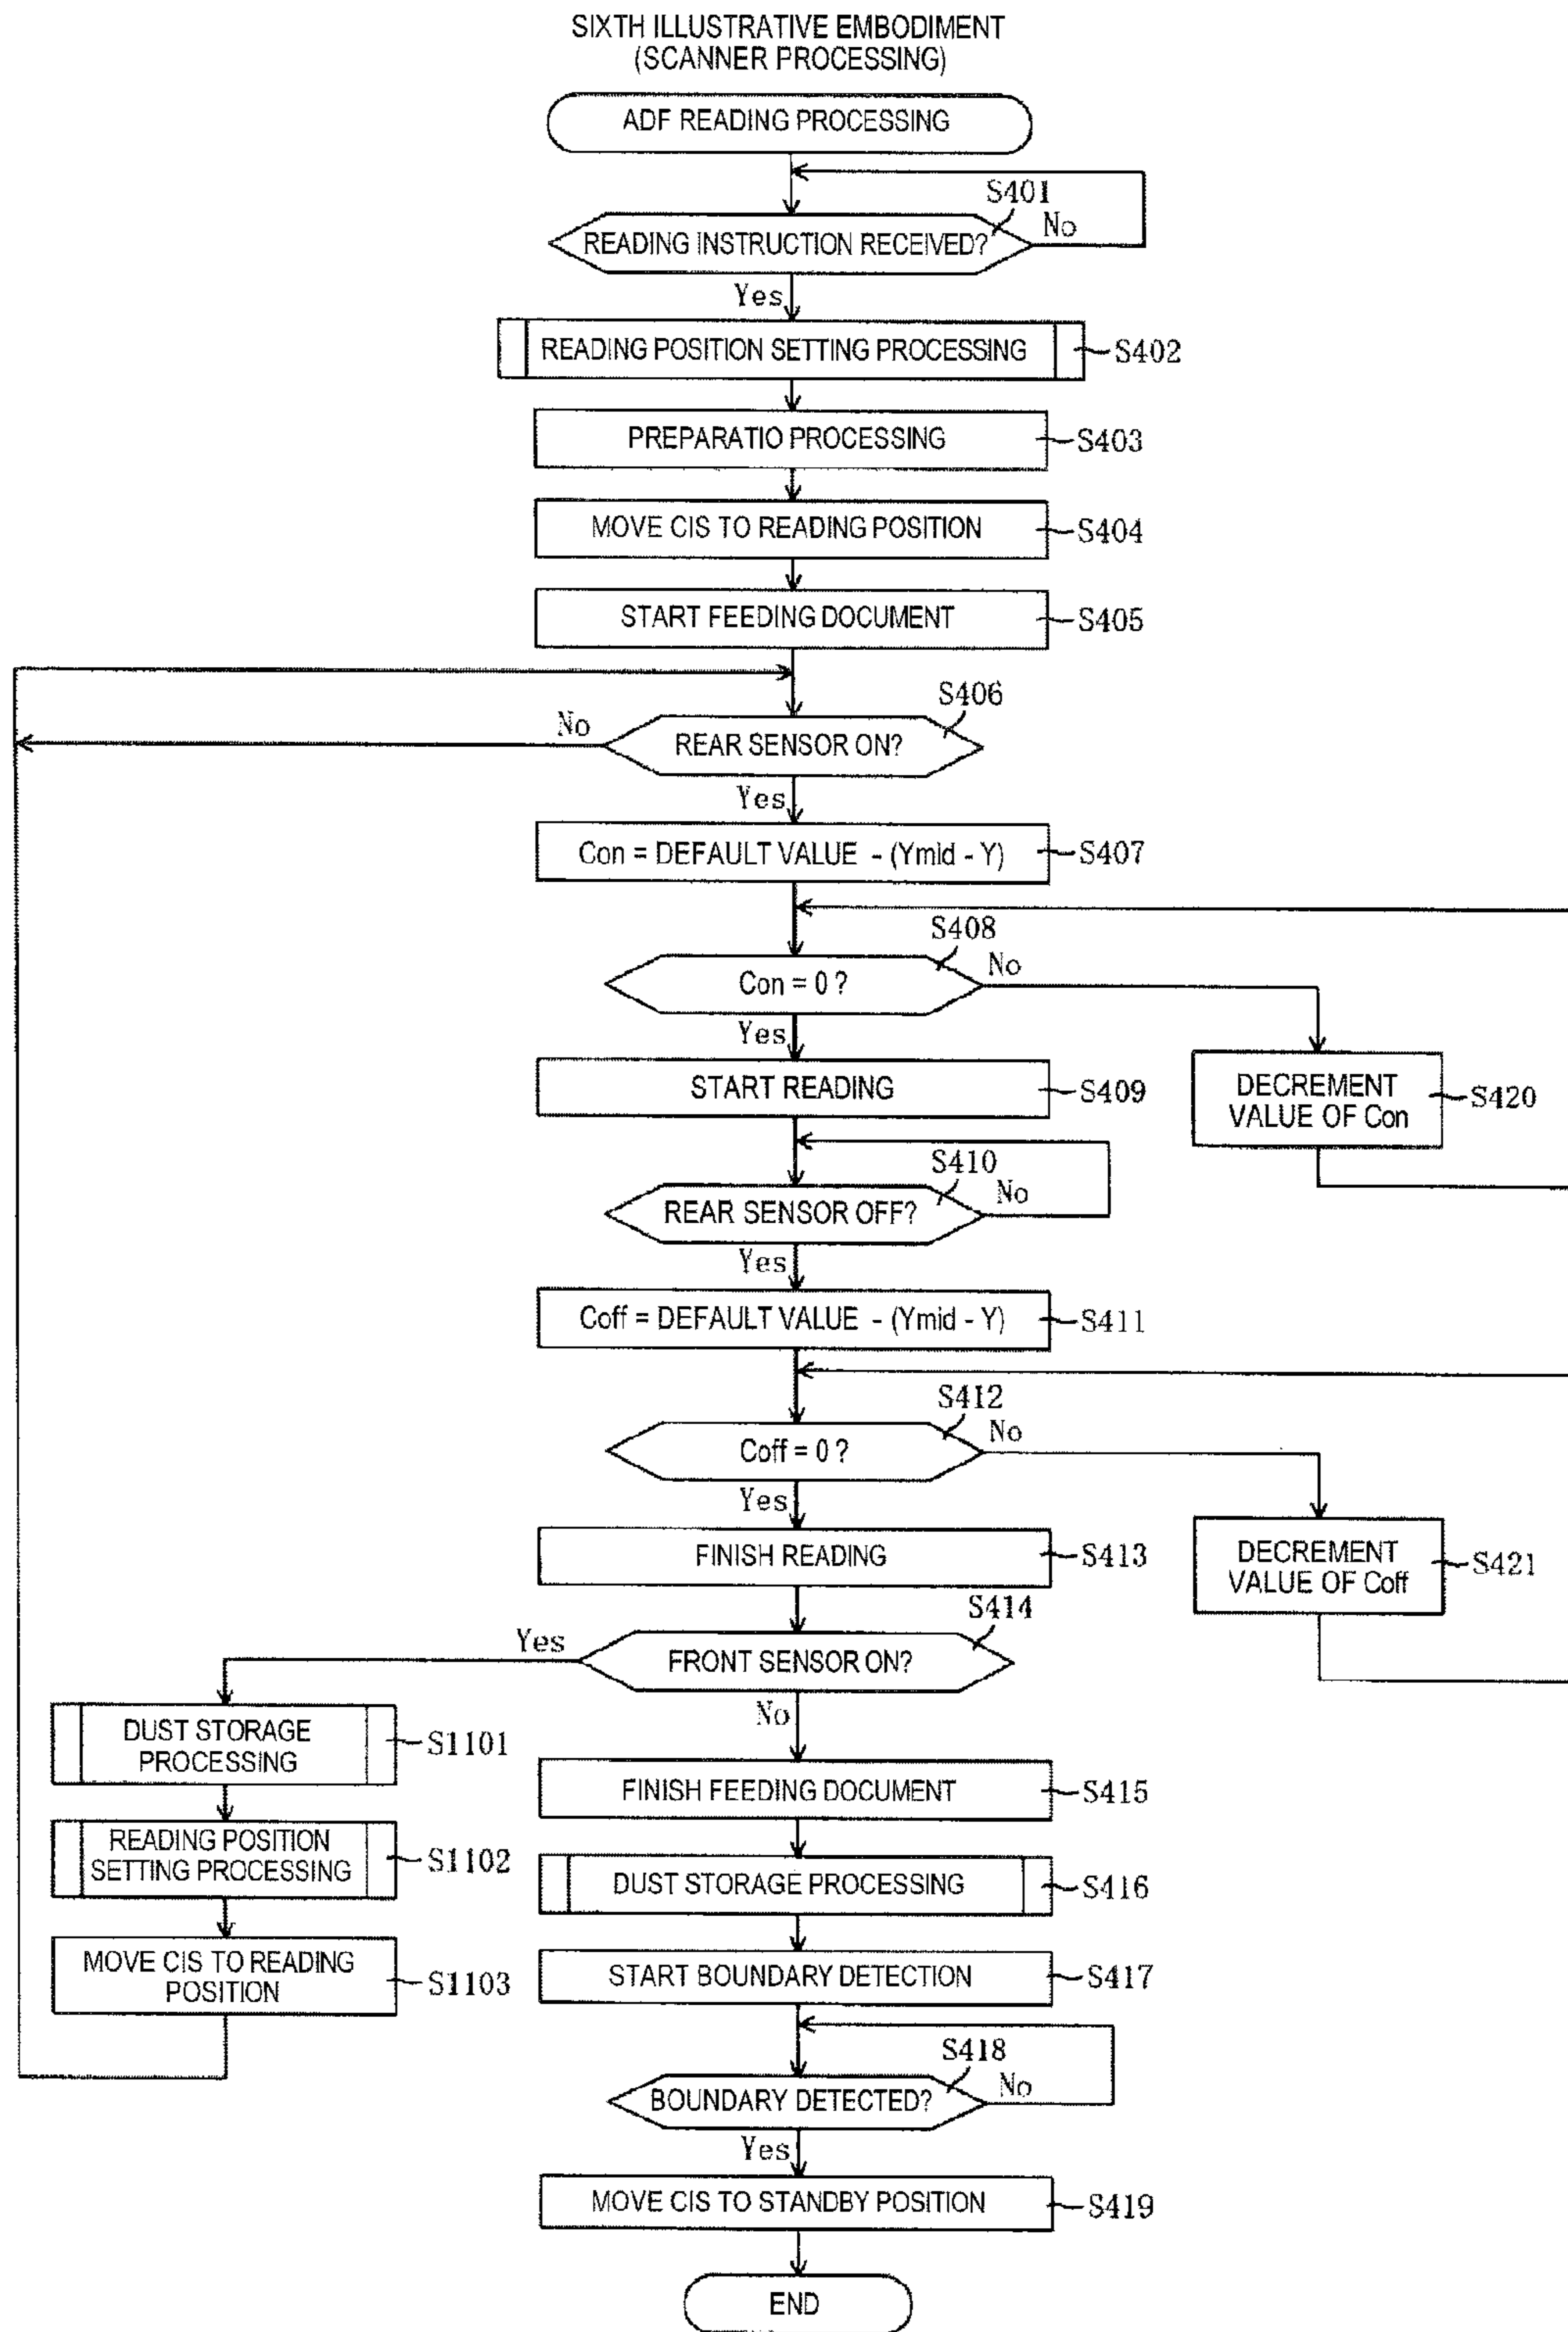 SIXTH ILLUSTRATIVE EMBODIMENT
(SCANNER PROCESSING)
ADF READING PROCESSING
S401
READING INSTRUCTION RECEIVED?
No
Yes
READING POSITION SETTING PROCESSING
S402
PREPARATIO PROCESSING
S403
MOVE CIS TO READING POSITION
S404
START FEEDING DOCUMENT
S405
S406
No
REAR SENSOR ON?
Yes
Con = DEFAULT VALUE - (Ymid - Y)
S407
S408
Con = 0 ?
No
Yes
START READING
S409
DECREMENT
VALUE OF Con
S420
S410
REAR SENSOR OFF?
No
Yes
Coff = DEFAULT VALUE - (Ymid - Y)
S411
S412
Coff = 0 ?
No
Yes
FINISH READING
S413
DECREMENT
VALUE OF Coff
S421
S414
Yes
FRONT SENSOR ON?
No
DUST STORAGE
PROCESSING
S1101
READING POSITION
SETTING PROCESSING
S1102
MOVE CIS TO READING
POSITION
S1103
FINISH FEEDING DOCUMENT
S415
DUST STORAGE PROCESSING
S416
START BOUNDARY DETECTION
S417
S418
BOUNDARY DETECTED?
No
Yes
MOVE CIS TO STANDBY POSITION
S419
END